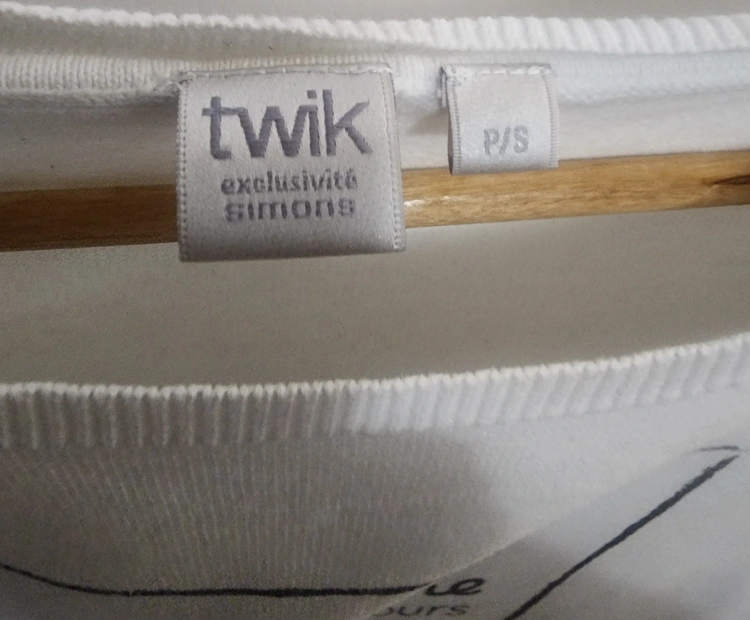 twik
exclusivité
simons
P/S